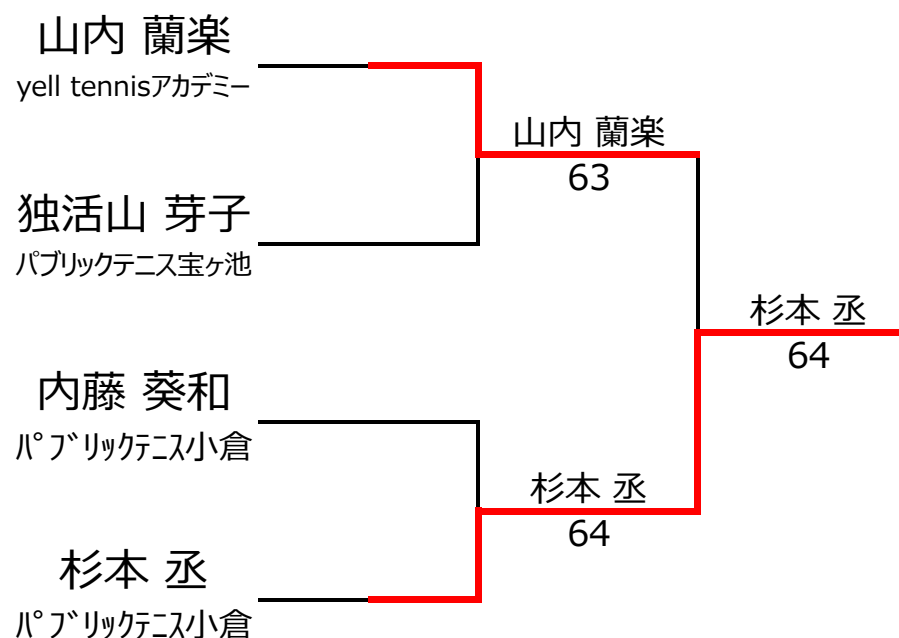 山内 蘭楽
yell tennisアカデミー
山内 蘭楽
63
独活山 芽子
パブリックテニス宝ヶ池
杉本 丞
64
内藤 葵和
ﾊﾟﾌﾞﾘｯｸﾃﾆｽ小倉
杉本 丞
64
杉本 丞
ﾊﾟﾌﾞﾘｯｸﾃﾆｽ小倉